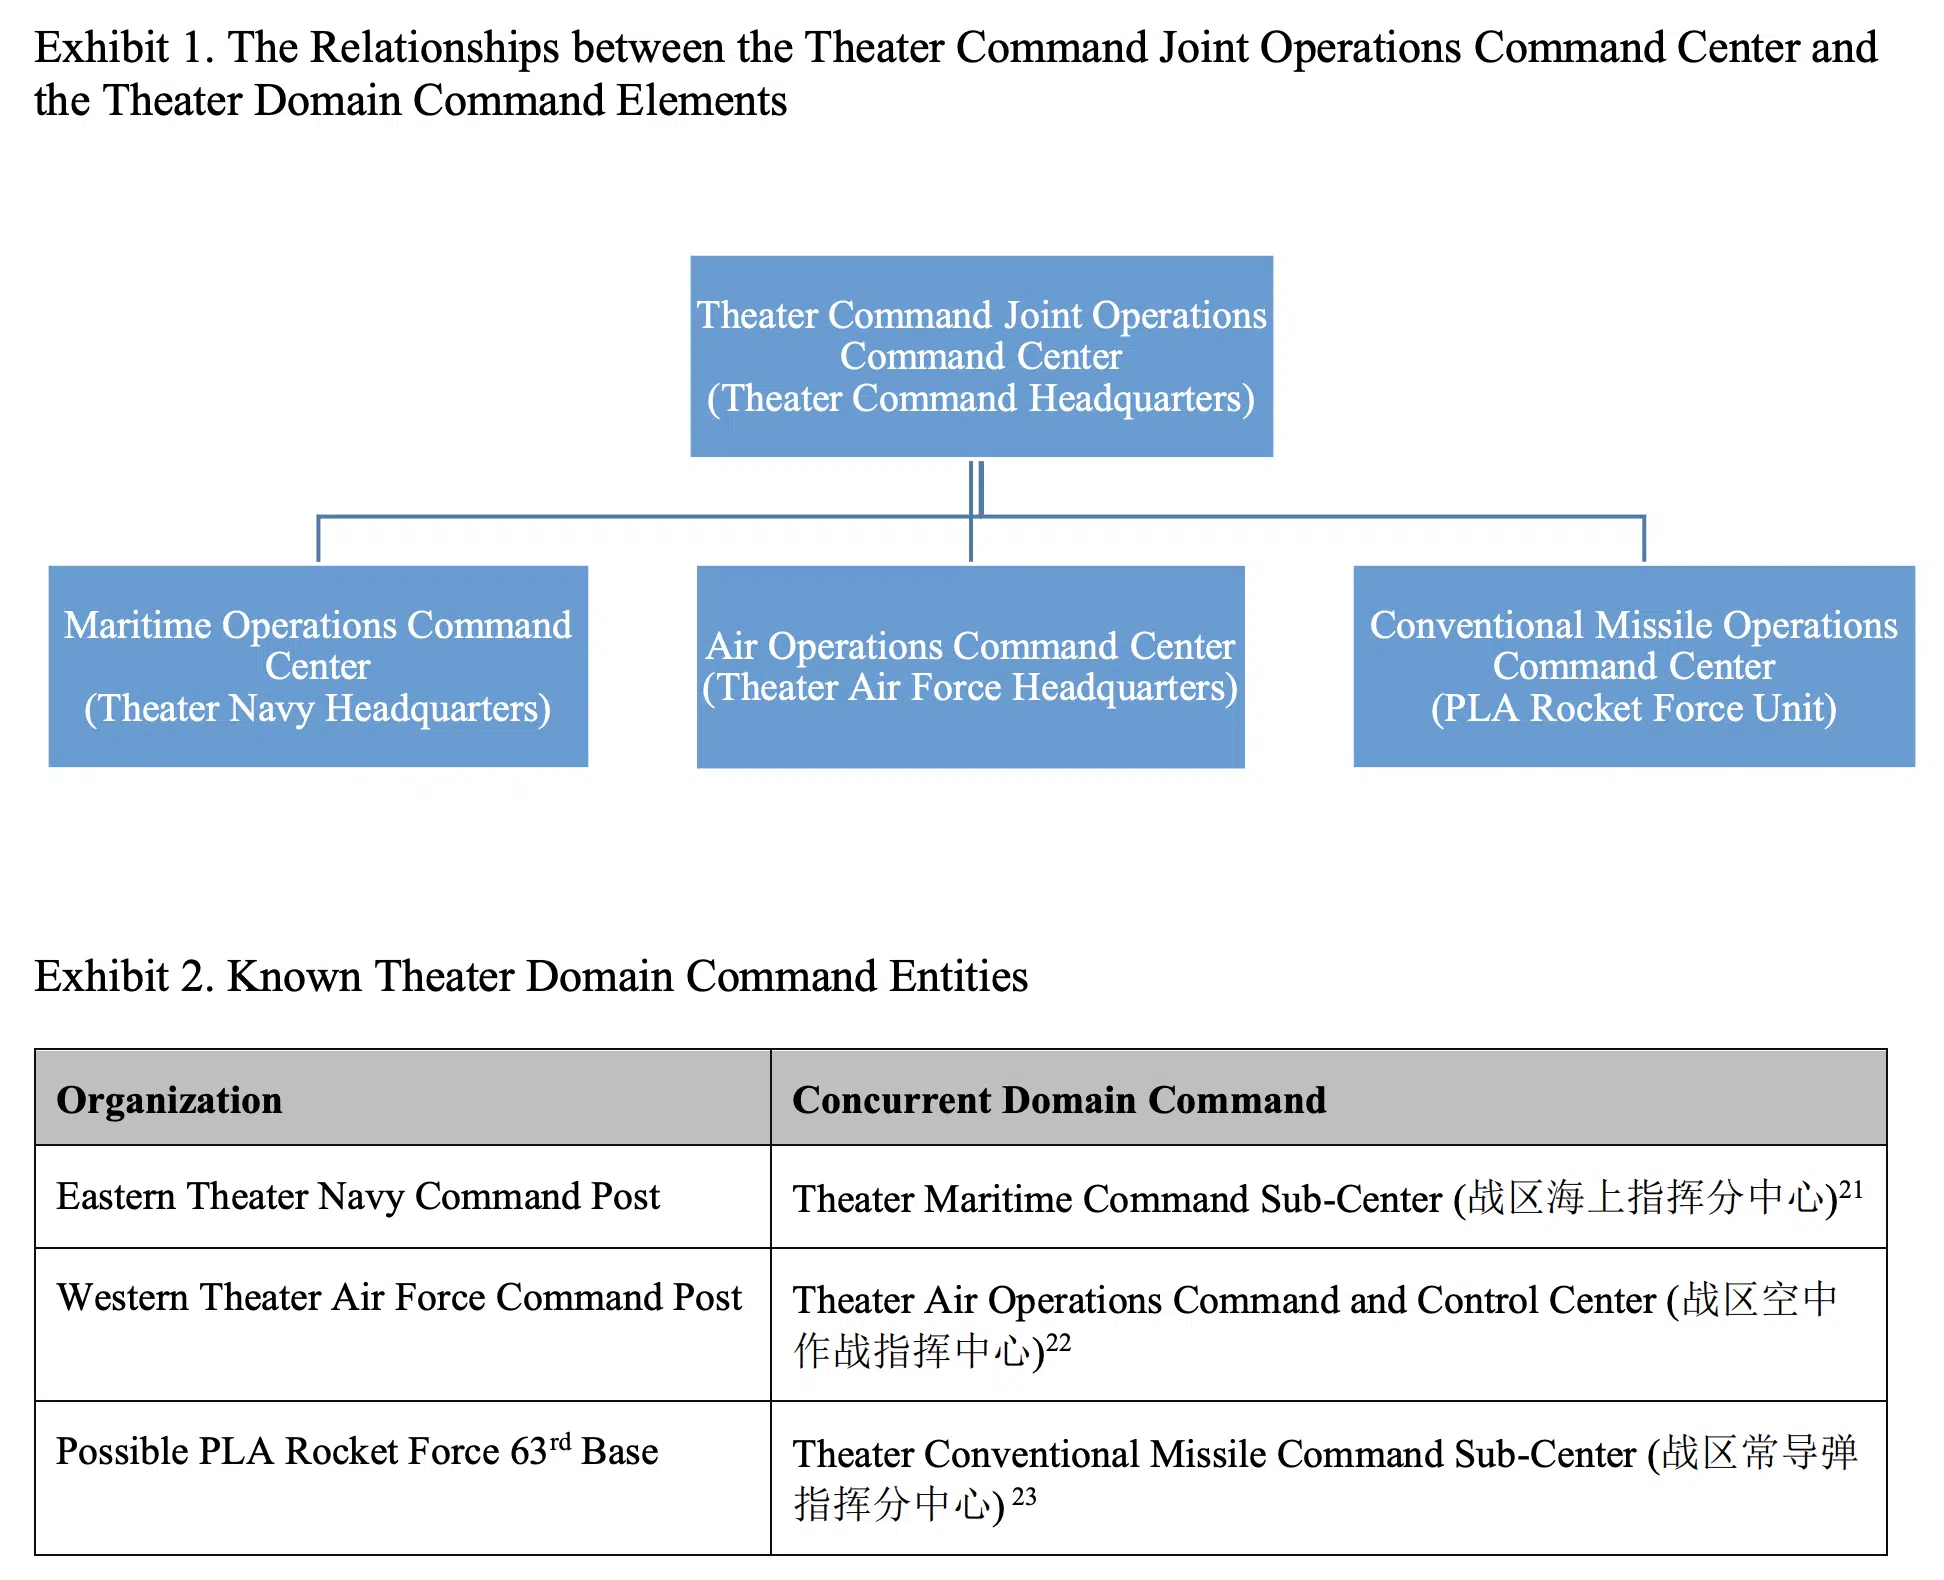 Exhibit 1. The Relationships between the Theater Command Joint Operations Command Center and
the Theater Domain Command Elements
Theater Command Joint Operations
Command Center
(Theater Command Headquarters)
Maritime Operations Command
Center
(Theater Navy Headquarters)
Air Operations Command Center
(Theater Air Force Headquarters)
Conventional Missile Operations
Command Center
(PLA Rocket Force Unit)
Exhibit 2. Known Theater Domain Command Entities
Organization
Concurrent Domain Command
Eastern Theater Navy Command Post
Theater Maritime Command Sub-Center (战区海上指挥分中心)21
Western Theater Air Force Command Post
Theater Air Operations Command and Control Center (战区空中
作战指挥中心)22
Possible PLA Rocket Force 63rd Base
Theater Conventional Missile Command Sub-Center (战区常导弹
指挥分中心) 23